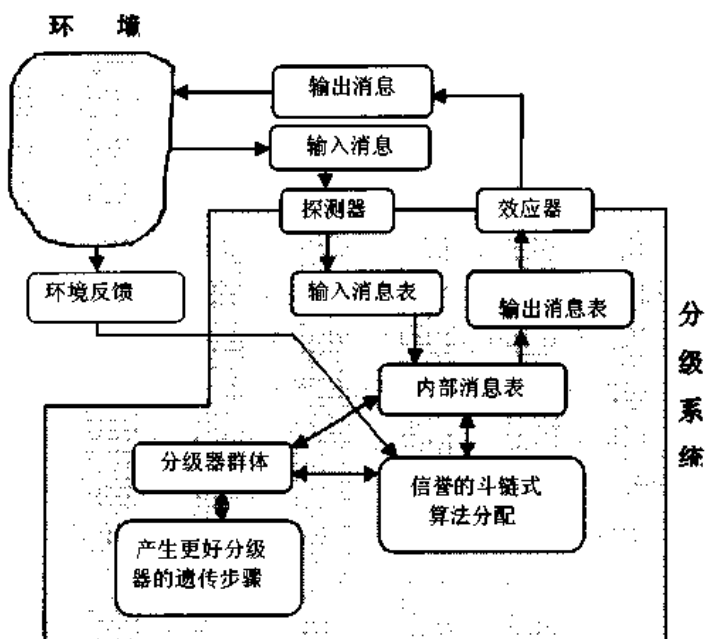 环 境
输出消息
输入消息
探测器
效应器
环境反馈
输入消息表
输出消息表
分级系统
内部消息表
分级器群体
信誉的斗链式
算法分配
产生更好分级
器的遗传步骤